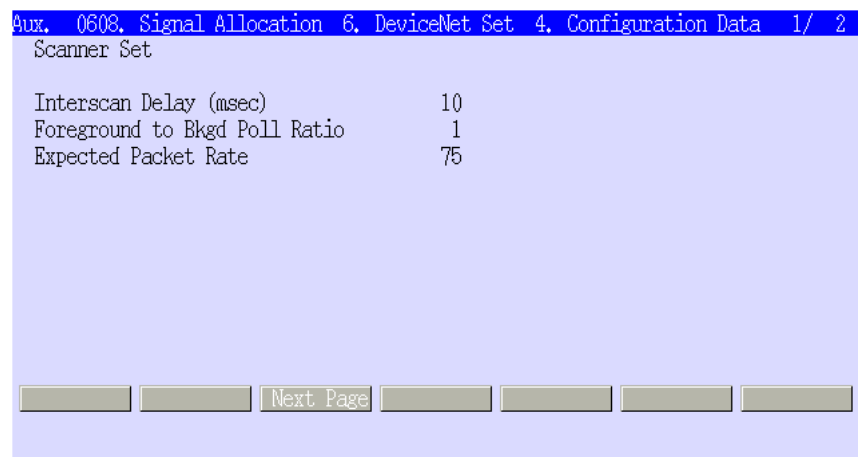 Aux. 0608. Signal Allocation 6. DeviceNet Set 4. Configuration Data 1/ 2
Scanner Set
Interscan Delay (msec) 10
Foreground to Bkgd Poll Ratio 1
Expected Packet Rate 75
Next Page